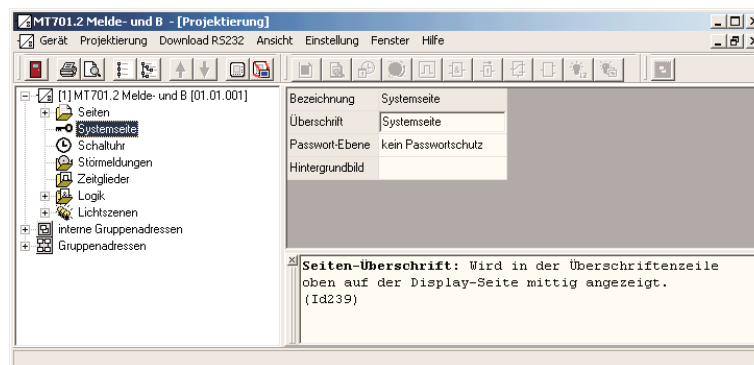 MT701.2 Melde- und B - [Projektierung]
Gerät Projektierung Download RS232 Ansicht Einstellung Fenster Hilfe
[1] MT701.2 Melde- und B [01.01.001]
Seiten
Systemseite
Schaltuhr
Störmeldungen
Zeitglieder
Logik
Lichtszenen
interne Gruppenadressen
Gruppenadressen
Bezeichnung Systemseite
Überschrift Systemseite
Passwort-Ebene kein Passwortschutz
Hintergrundbild
Seiten-Überschrift: Wird in der Überschriftenzeile
oben auf der Display-Seite mittig angezeigt.
(Id239)